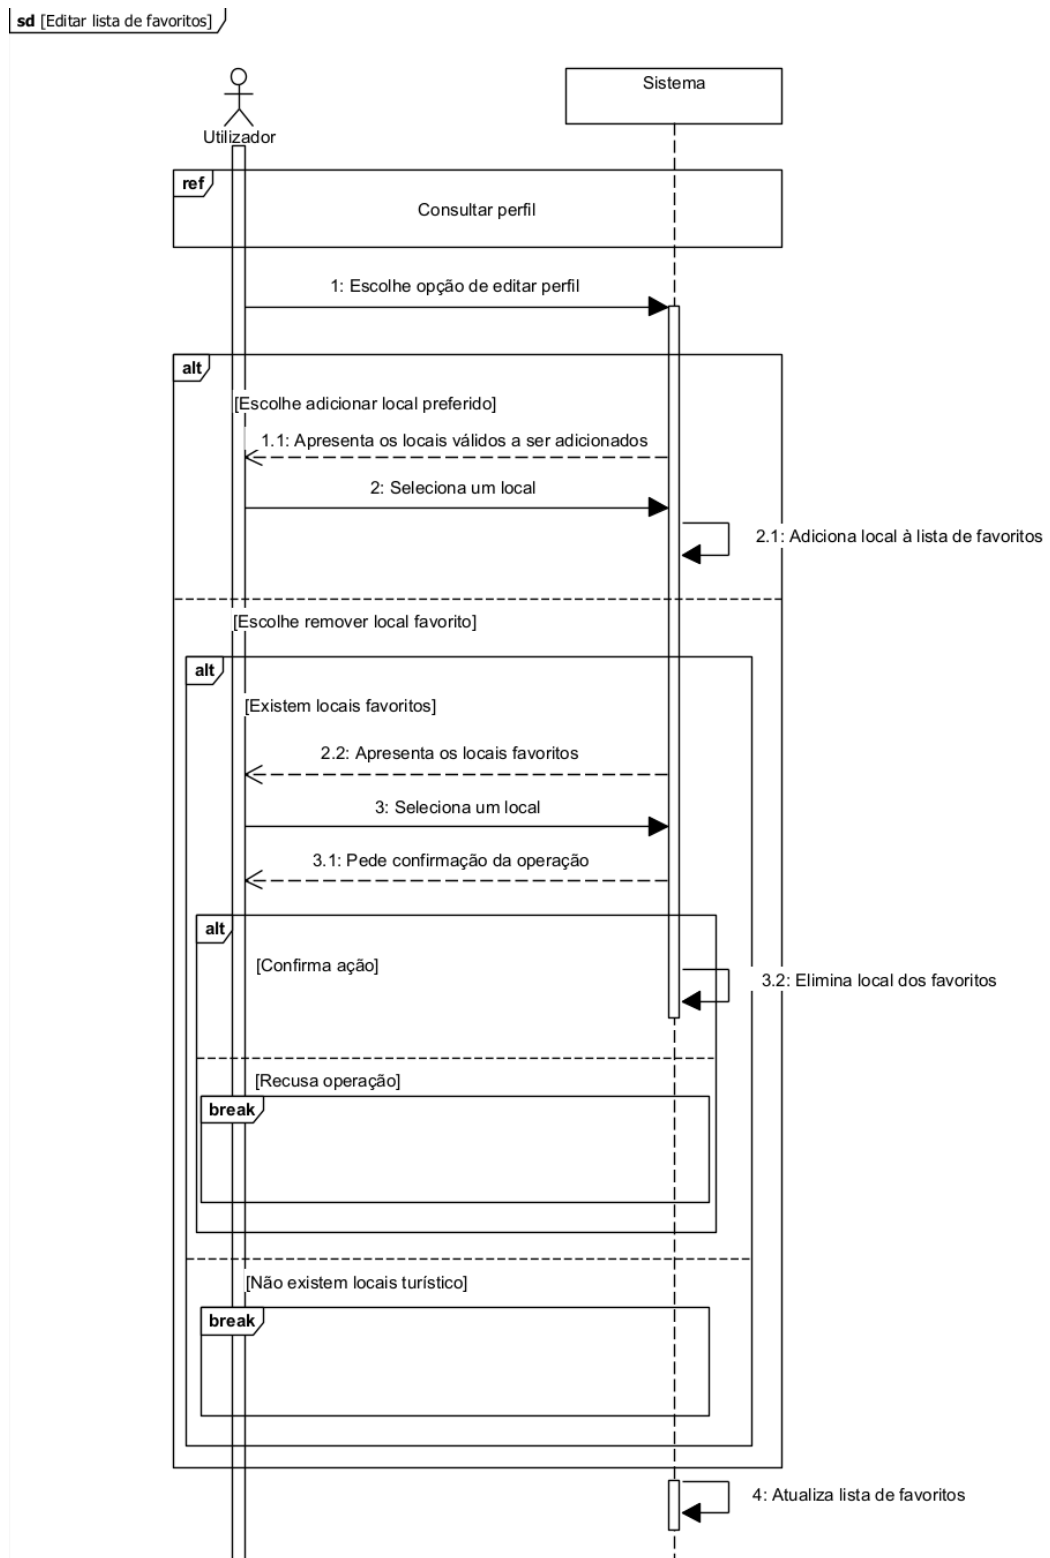 sd [Editar lista de favoritos]
Utilizador
Sistema
ref
Consultar perfil
1: Escolhe opção de editar perfil
alt
[Escolhe adicionar local preferido]
1.1: Apresenta os locais válidos a ser adicionados
2: Seleciona um local
2.1: Adiciona local à lista de favoritos
[Escolhe remover local favorito]
alt
[Existem locais favoritos]
2.2: Apresenta os locais favoritos
3: Seleciona um local
3.1: Pede confirmação da operação
alt
[Confirma ação]
3.2: Elimina local dos favoritos
[Recusa operação]
break
[Não existem locais turístico]
break
4: Atualiza lista de favoritos